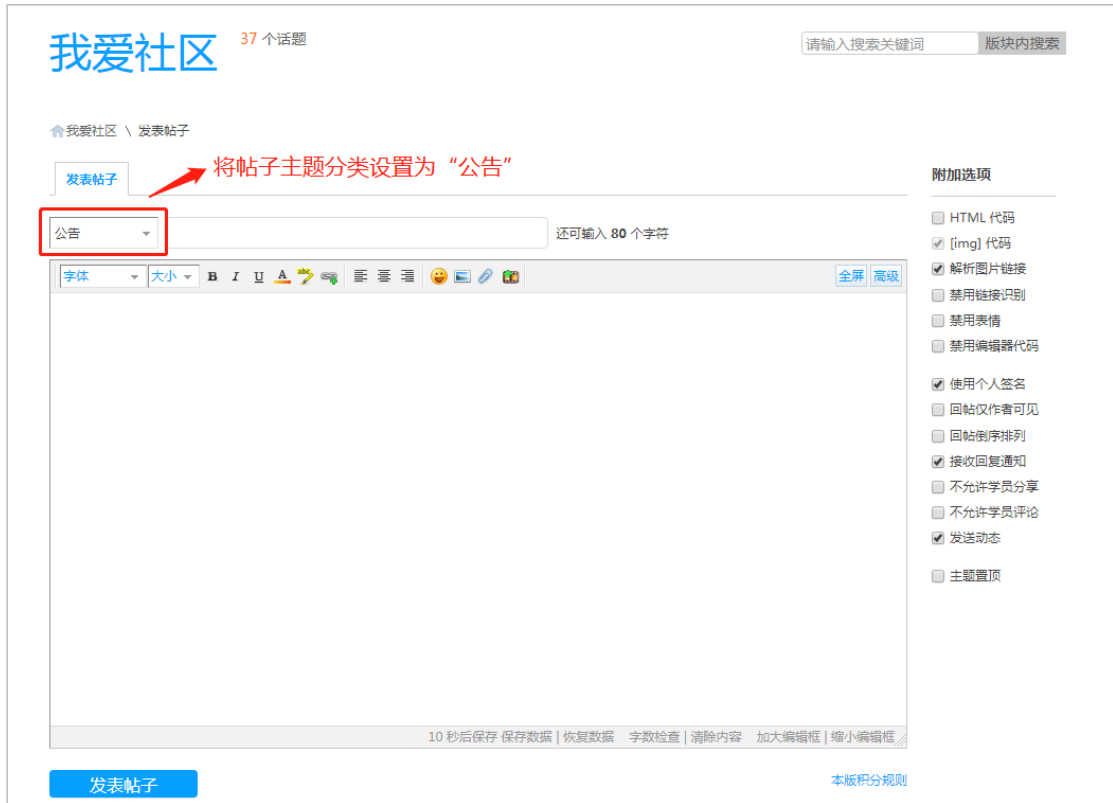 我爱社区 37 个话题
请输入搜索关键词 版块内搜索
我爱社区 \ 发表帖子
将帖子主题分类设置为“公告”
发表帖子
公告
还可输入 80 个字符
字体 大小 B I U A abc 全屏 高级
10 秒后保存 保存数据 | 恢复数据 字数检查 | 清除内容 加大编辑框 | 缩小编辑框
发表帖子
本版积分规则
附加选项
HTML 代码
[img] 代码
解析图片链接
禁用链接识别
禁用表情
禁用编辑器代码
使用个人签名
回帖仅作者可见
回帖倒序排列
接收回复通知
不允许学员分享
不允许学员评论
发送动态
主题置顶